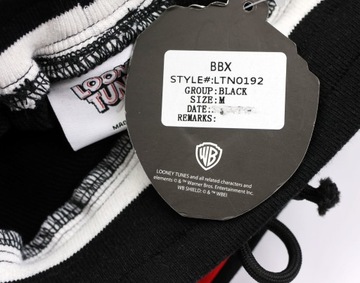 LOONEY
TUNES
MA
BBX
STYLE#:LTN0192
GROUP:BLACK
SIZE:M
DATE:
REMARKS:
WB
LOONEY TUNES and all related characters and
elements © & ™ Warner Bros. Entertainment Inc.
WB SHIELD: © & ™ WBEI